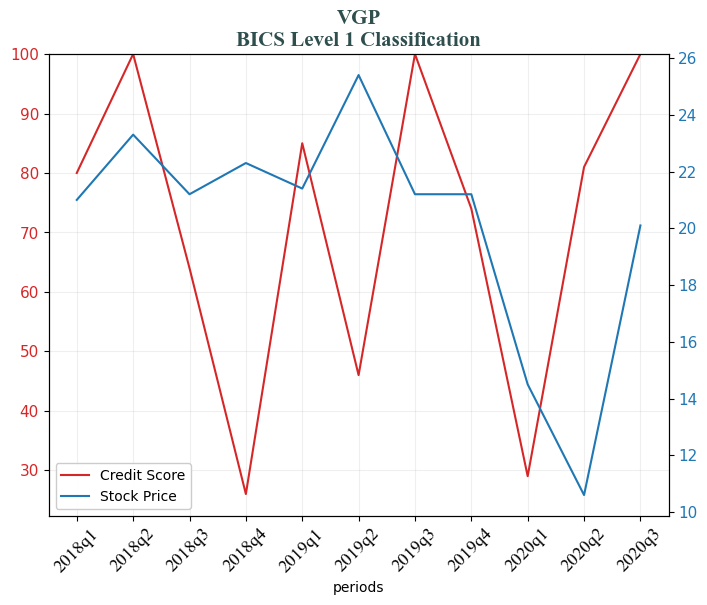 VGP
BICS Level 1 Classification
100
90
80
70
60
50
40
30
26
24
22
20
18
16
14
12
10
Credit Score
Stock Price
2018q1
2018q2
2018q3
2018q4
2019q1
2019q2
2019q3
2019q4
2020q1
2020q2
2020q3
periods